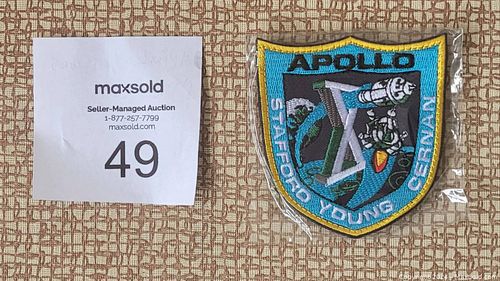 maxsold
Seller-Managed Auction
1-877-257-7799
maxsold.com
49
APOLLO
X
STAFFORD YOUNG CERNAN